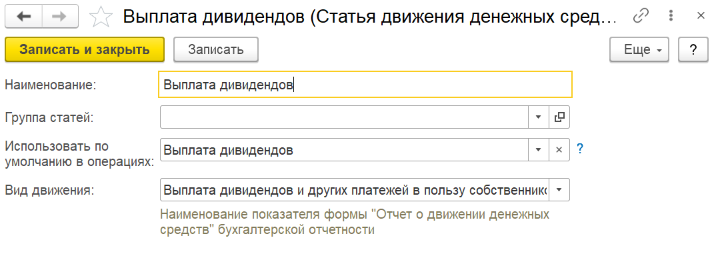 Выплата дивидендов (Статья движения денежных сред...
Записать и закрыть Записать Еще ?
Наименование: Выплата дивидендов
Группа статей:
Использовать по умолчанию в операциях: Выплата дивидендов ?
Вид движения: Выплата дивидендов и других платежей в пользу собственнико
Наименование показателя формы "Отчет о движении денежных
средств" бухгалтерской отчетности